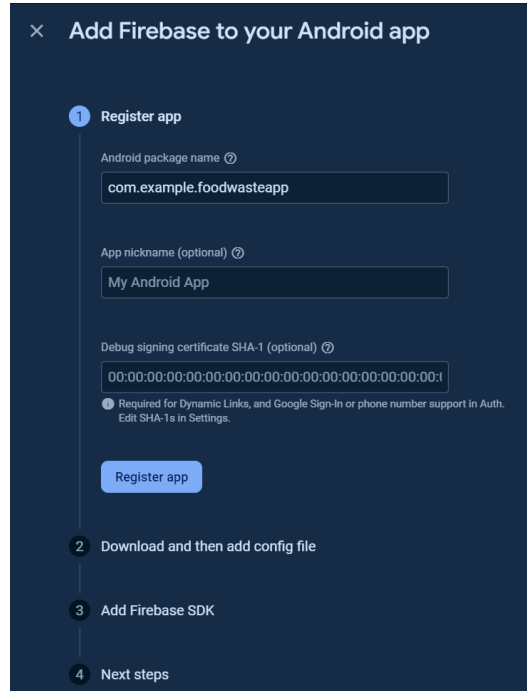 Add Firebase to your Android app
1 Register app
Android package name
com.example.foodwasteapp
App nickname (optional)
My Android App
Debug signing certificate SHA-1 (optional)
00:00:00:00:00:00:00:00:00:00:00:00:00:00:00:00:00:(
Required for Dynamic Links, and Google Sign-In or phone number support in Auth.
Edit SHA-1s in Settings.
Register app
2 Download and then add config file
3 Add Firebase SDK
4 Next steps